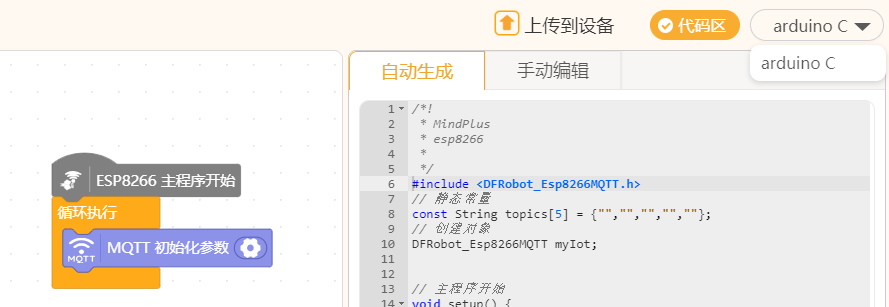 上传到设备
代码区
arduino C
arduino C
自动生成
手动编辑
ESP8266 主程序开始
循环执行
MQTT
MQTT 初始化参数
1 /*!
2 * MindPlus
3 * esp8266
4 *
5 */
6 #include <DFRobot_Esp8266MQTT.h>
7 // 静态常量
8 const String topics[5] = {"","","","",""};
9 // 创建对象
10 DFRobot_Esp8266MQTT myIot;
11
12
13 // 主程序开始
14 void setup() {